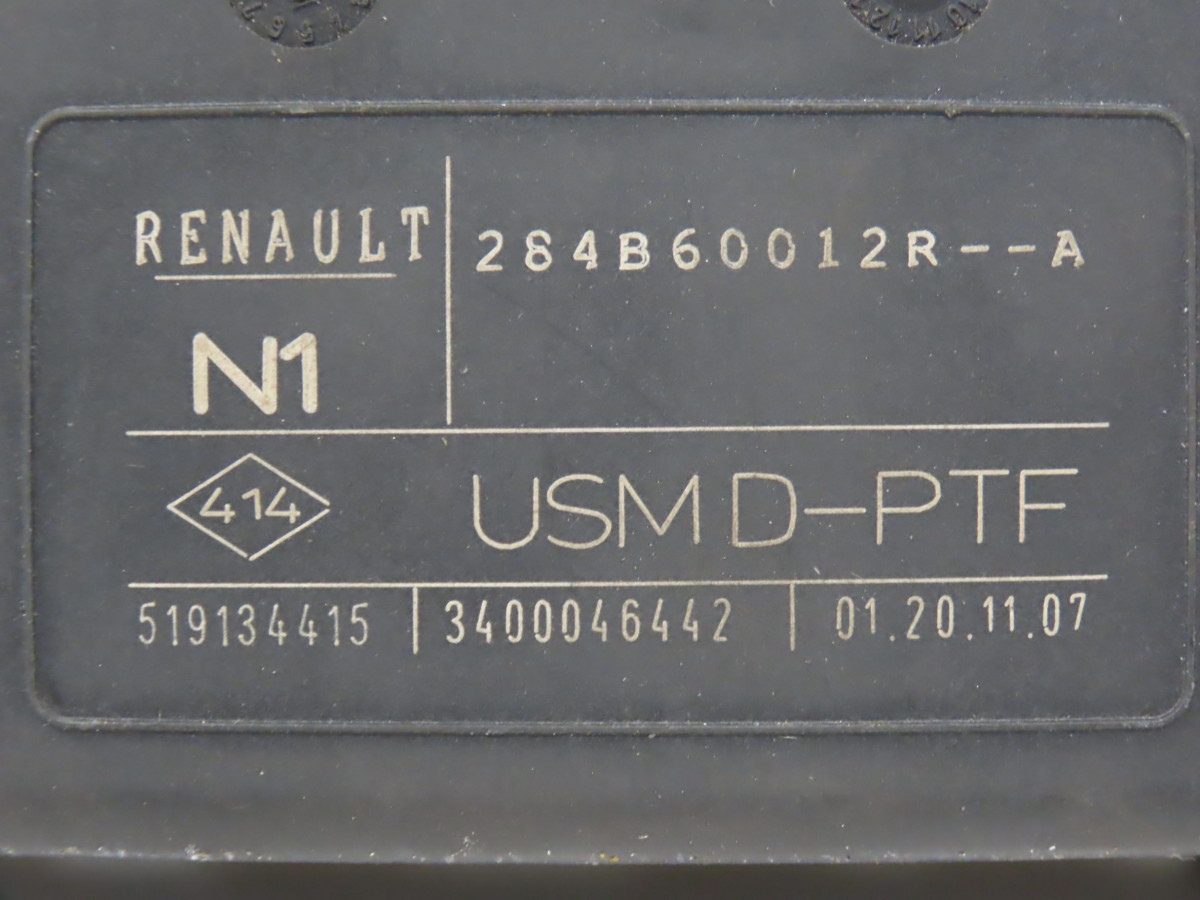 RENAULT 284B60012R--A
N1
414 USM D-PTF
519134415 3400046442 01.20.11.07